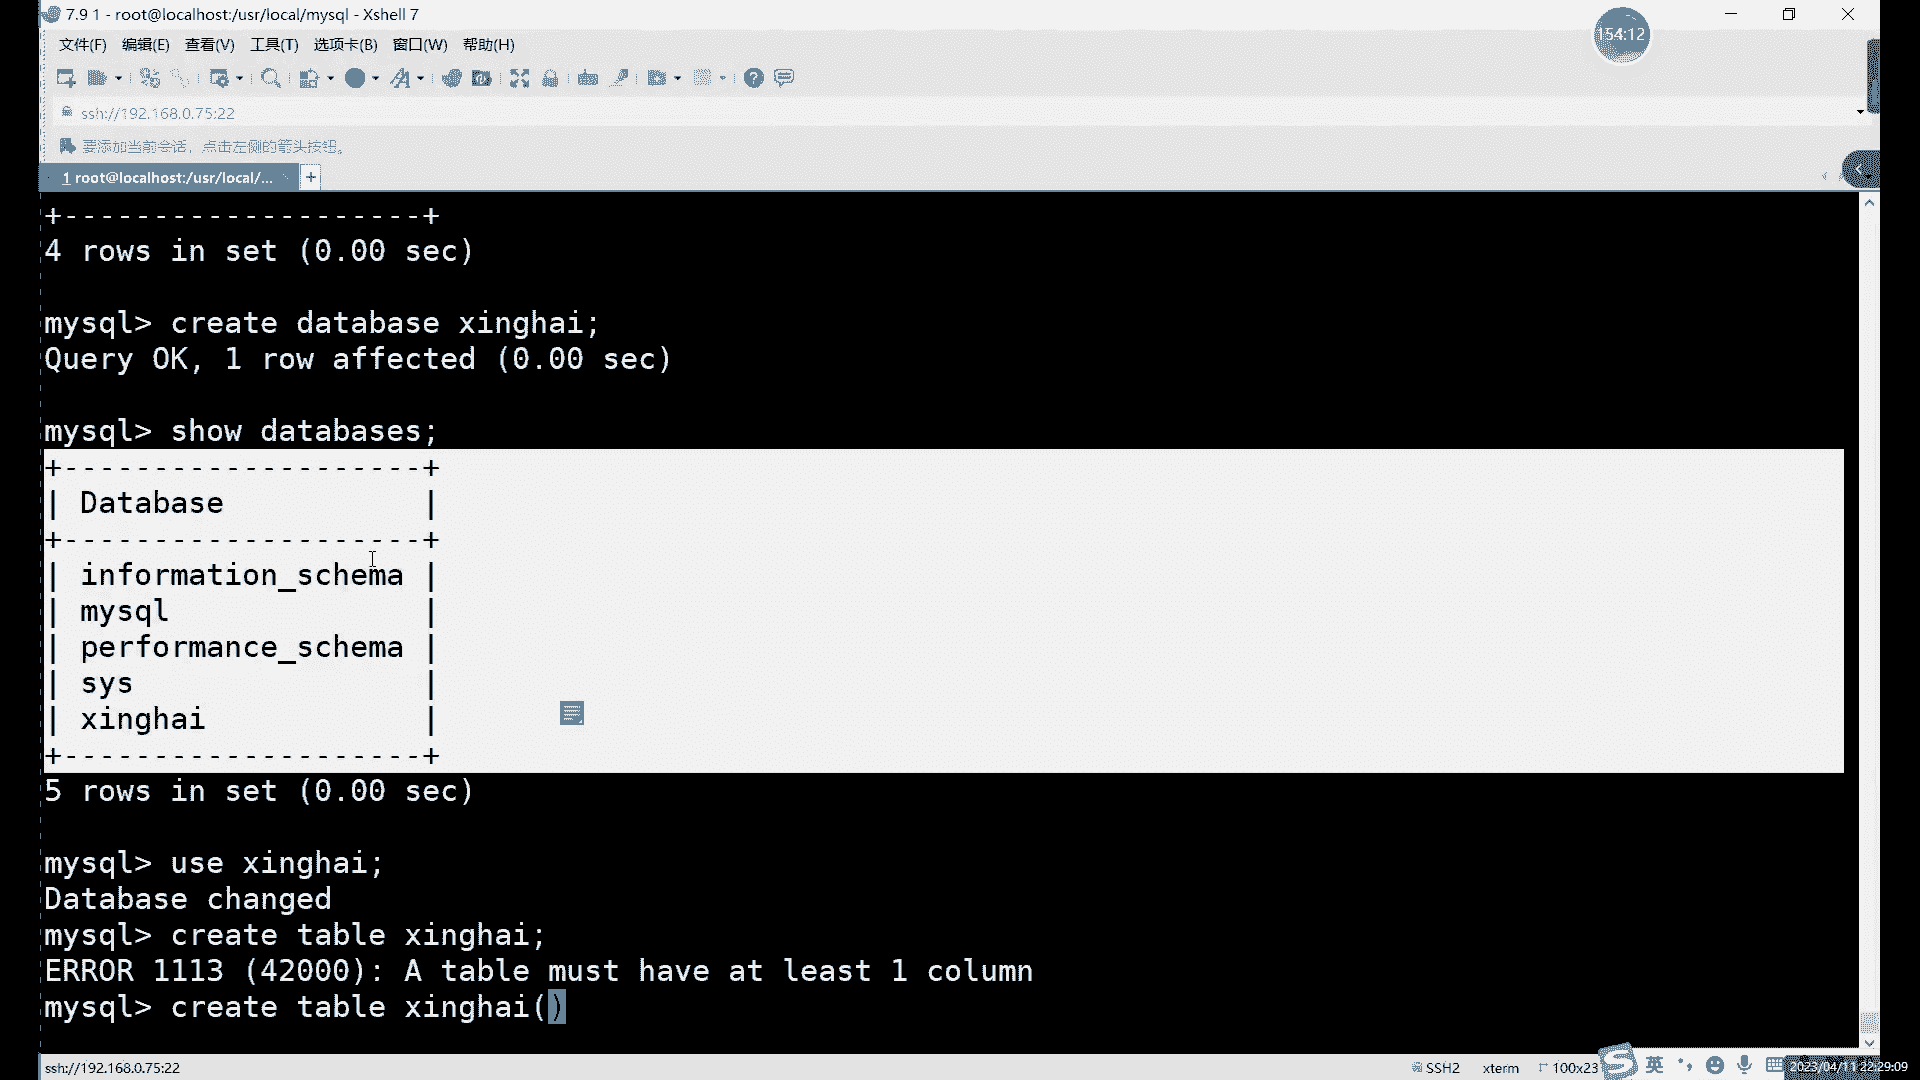 7.9 1 - root@localhost:/usr/local/mysql - Xshell 7
154:12
文件(F) 编辑(E) 查看(V) 工具(T) 选项卡(B) 窗口(W) 帮助(H)
ssh://192.168.0.75:22
要添加当前会话，点击左侧的箭头按钮。
1 root@localhost:/usr/local/...
+-------------------+
4 rows in set (0.00 sec)
mysql> create database xinghai;
Query OK, 1 row affected (0.00 sec)
mysql> show databases;
+--------------------+
| Database           |
+--------------------+
| information_schema |
| mysql              |
| performance_schema |
| sys                |
| xinghai            |
+--------------------+
5 rows in set (0.00 sec)
mysql> use xinghai;
Database changed
mysql> create table xinghai;
ERROR 1113 (42000): A table must have at least 1 column
mysql> create table xinghai()
ssh://192.168.0.75:22 SSH2 xterm 100x23 英 2023/04/11 22:29:09